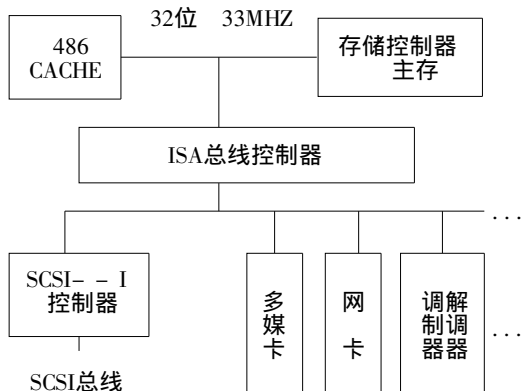 32位 33MHZ
486
CACHE
存储控制器
主存
ISA总线控制器
...
SCSI- - I
控制器
多媒卡
网卡
调制器
解调器
...
SCSI总线